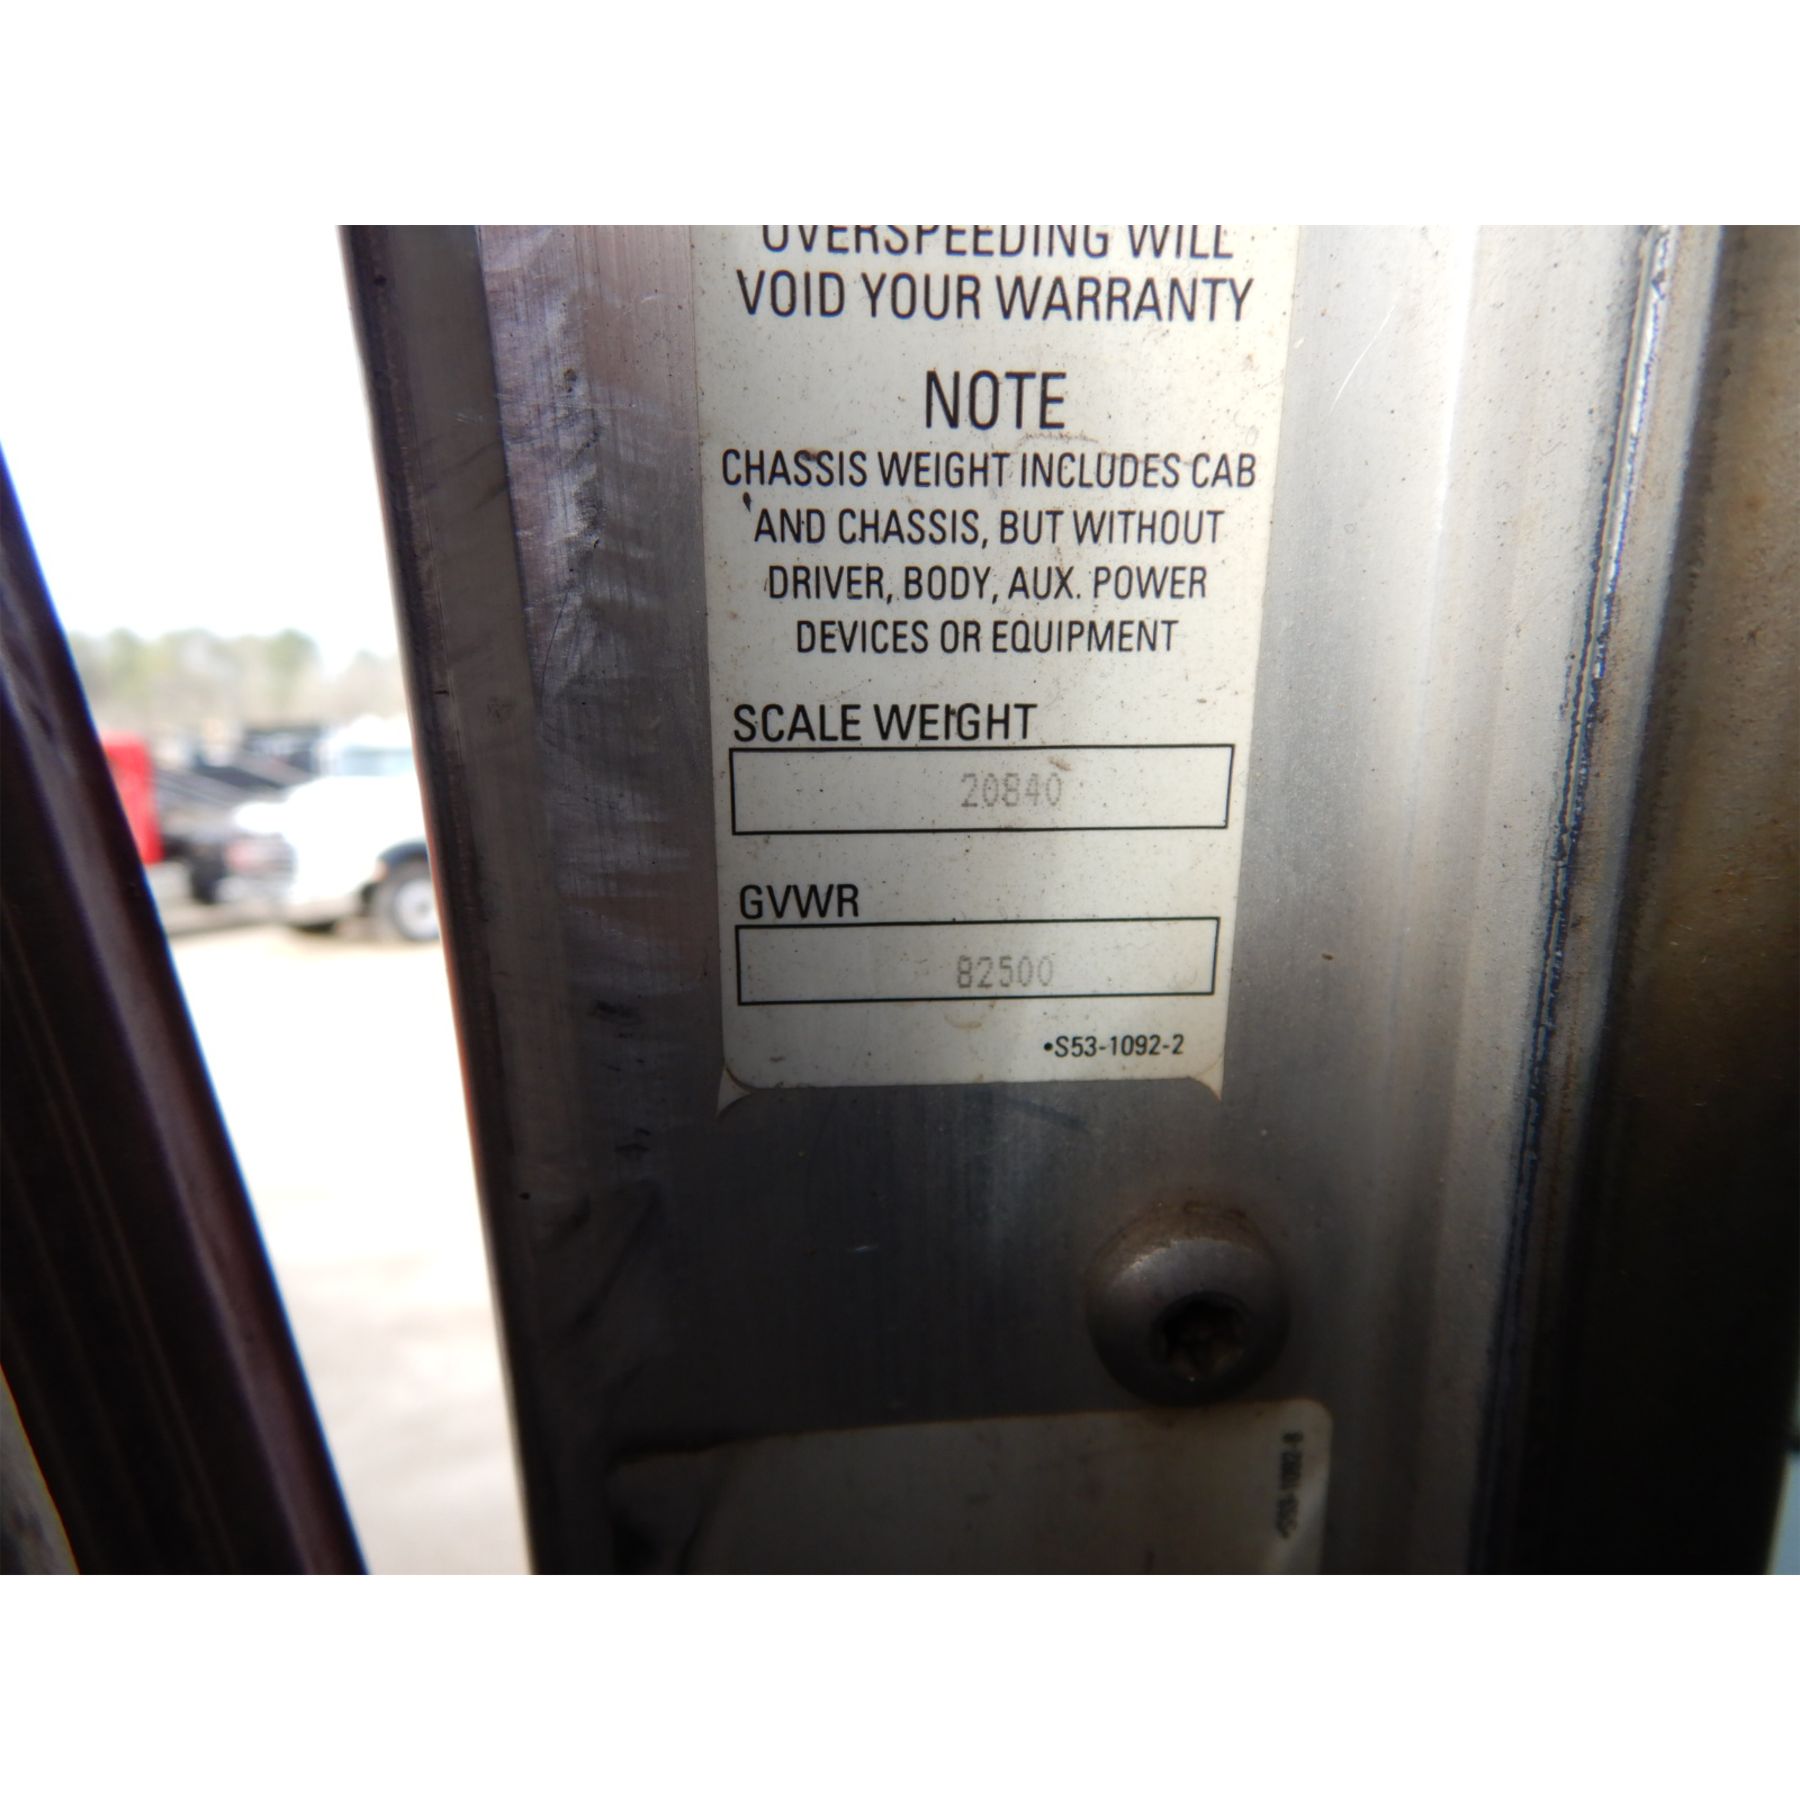 OVERSPEEDING WILL
VOID YOUR WARRANTY
NOTE
CHASSIS WEIGHT INCLUDES CAB
AND CHASSIS, BUT WITHOUT
DRIVER, BODY, AUX. POWER
DEVICES OR EQUIPMENT
SCALE WEIGHT
20840
GVWR
82500
•S53-1092-2